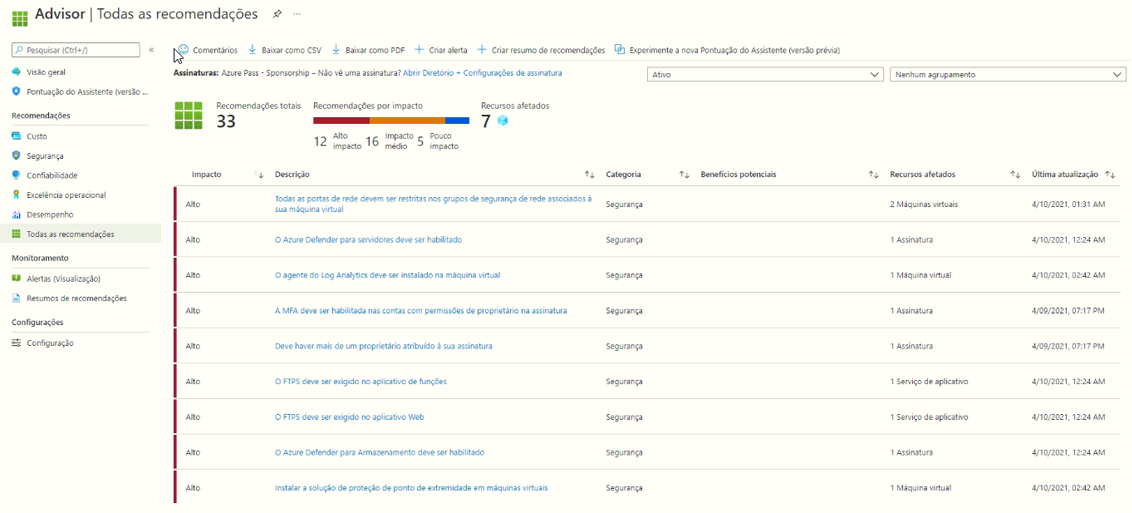 Advisor | Todas as recomendações
Pesquisar (Ctrl+/)
Visão geral
Pontuação do Assistente (versão ...
Recomendações
Custo
Segurança
Confiabilidade
Excelência operacional
Desempenho
Todas as recomendações
Monitoramento
Alertas (Visualização)
Resumos de recomendações
Configurações
Configuração
Comentários Baixar como CSV Baixar como PDF Criar alerta Criar resumo de recomendações Experimente a nova Pontuação do Assistente (versão prévia)
Assinaturas: Azure Pass - Sponsorship – Não vê uma assinatura? Abrir Diretório + Configurações de assinatura
Ativo
Nenhum agrupamento
Recomendações totais
33
Recomendações por impacto
12 Alto impacto 16 Impacto médio 5 Pouco impacto
Recursos afetados
7
Impacto Descrição Categoria Benefícios potenciais Recursos afetados Última atualização
Alto Todas as portas de rede devem ser restritas nos grupos de segurança de rede associados à
sua máquina virtual Segurança 2 Máquinas virtuais 4/10/2021, 01:31 AM
Alto O Azure Defender para servidores deve ser habilitado Segurança 1 Assinatura 4/10/2021, 12:24 AM
Alto O agente do Log Analytics deve ser instalado na máquina virtual Segurança 1 Máquina virtual 4/10/2021, 02:42 AM
Alto A MFA deve ser habilitada nas contas com permissões de proprietário na assinatura Segurança 1 Assinatura 4/09/2021, 07:17 PM
Alto Deve haver mais de um proprietário atribuído à sua assinatura Segurança 1 Assinatura 4/09/2021, 07:17 PM
Alto O FTPS deve ser exigido no aplicativo de funções Segurança 1 Serviço de aplicativo 4/10/2021, 12:24 AM
Alto O FTPS deve ser exigido no aplicativo Web Segurança 1 Serviço de aplicativo 4/10/2021, 12:24 AM
Alto O Azure Defender para Armazenamento deve ser habilitado Segurança 1 Assinatura 4/10/2021, 12:24 AM
Alto Instalar a solução de proteção de ponto de extremidade em máquinas virtuais Segurança 1 Máquina virtual 4/10/2021, 02:42 AM